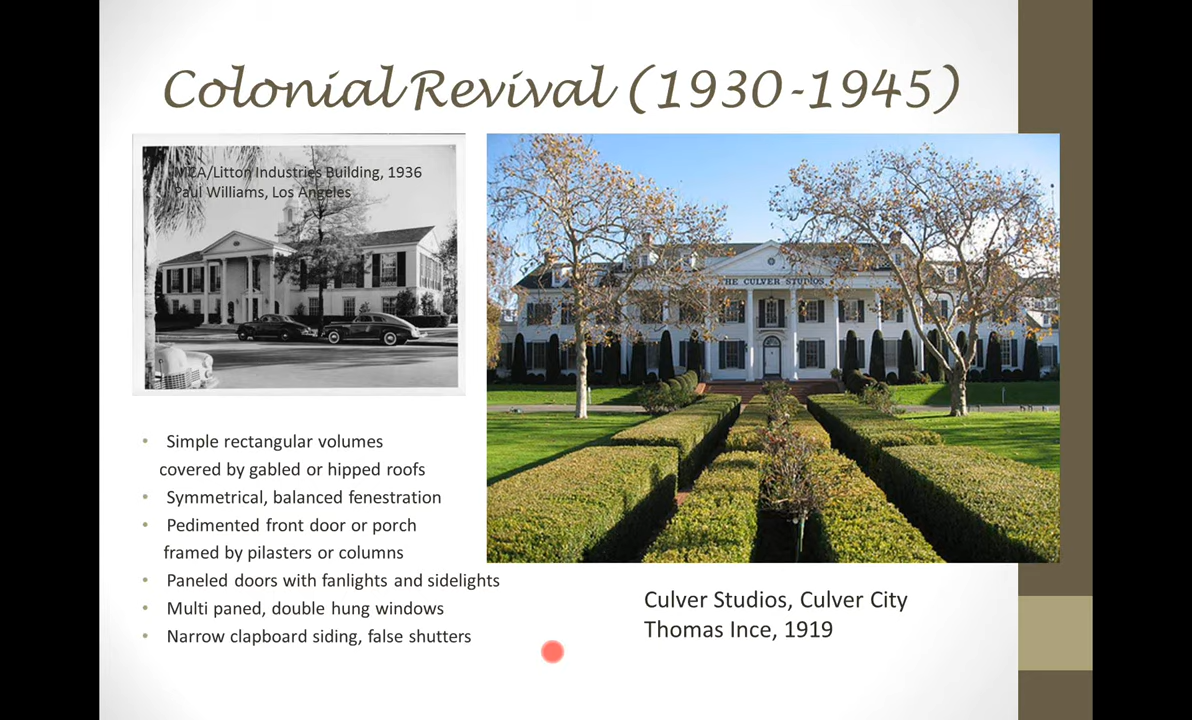 Colonial Revival (1930-1945)
MCA/Litton Industries Building, 1936
Paul Williams, Los Angeles
THE CULVER STUDIOS
• Simple rectangular volumes
covered by gabled or hipped roofs
• Symmetrical, balanced fenestration
• Pedimented front door or porch
framed by pilasters or columns
• Paneled doors with fanlights and sidelights
• Multi paned, double hung windows
• Narrow clapboard siding, false shutters
Culver Studios, Culver City
Thomas Ince, 1919